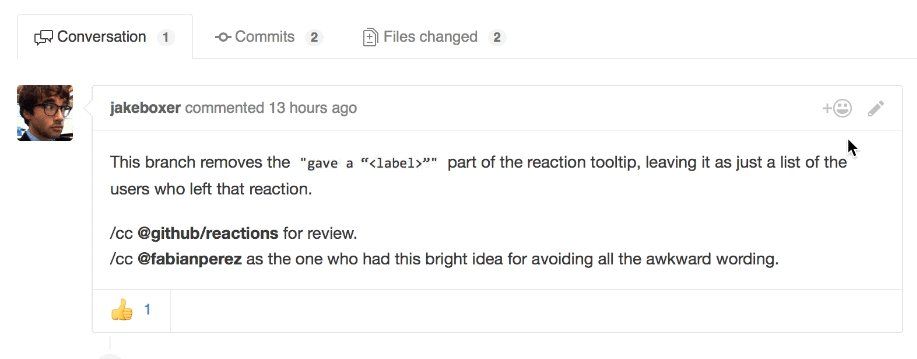 Conversation 1 Commits 2 Files changed 2
jakeboxer commented 13 hours ago
This branch removes the "gave a “<label>”" part of the reaction tooltip, leaving it as just a list of the
users who left that reaction.
/cc @github/reactions for review.
/cc @fabianperez as the one who had this bright idea for avoiding all the awkward wording.
1